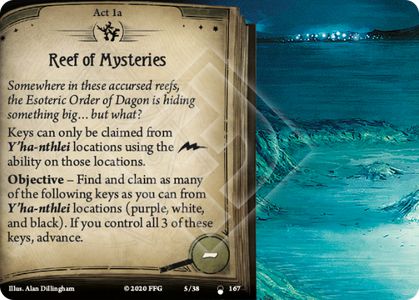 Act 1a
Reef of Mysteries
Somewhere in these accursed reefs,
the Esoteric Order of Dagon is hiding
something big… but what?
Keys can only be claimed from
Y'ha-nthlei locations using the
ability on those locations.
Objective – Find and claim as many
of the following keys as you can from
Y'ha-nthlei locations (purple, white,
and black). If you control all 3 of these
keys, advance.
–
Illus. Alan Dillingham
© 2020 FFG
5/38
167